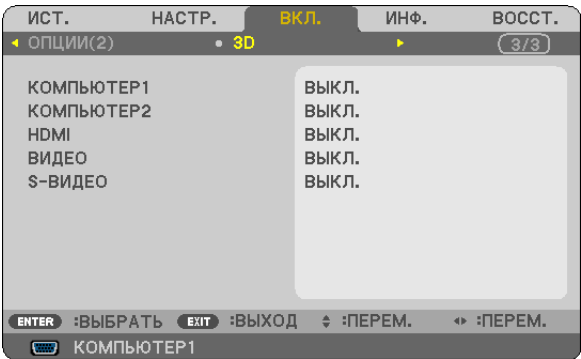 ИСТ. НАСТР. ВКЛ. ИНФ. ВОССТ.
ОПЦИИ(2) 3D 3/3
КОМПЬЮТЕР1 ВЫКЛ.
КОМПЬЮТЕР2 ВЫКЛ.
HDMI ВЫКЛ.
ВИДЕО ВЫКЛ.
S-ВИДЕО ВЫКЛ.
ENTER :ВЫБРАТЬ EXIT :ВЫХОД :ПЕРЕМ. :ПЕРЕМ.
КОМПЬЮТЕР1